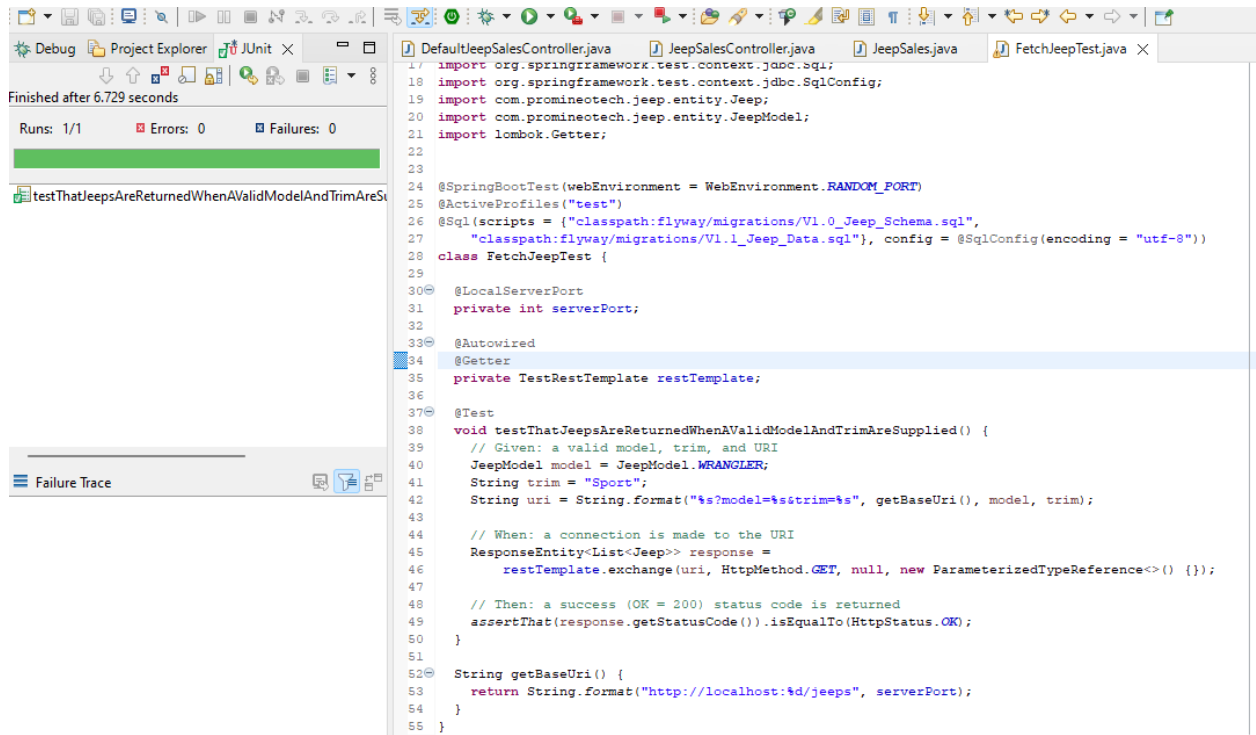 Debug Project Explorer JUnit
DefaultJeepSalesController.java JeepSalesController.java JeepSales.java FetchJeepTest.java
Finished after 6.729 seconds
Runs: 1/1 Errors: 0 Failures: 0
testThatJeepsAreReturnedWhenAValidModelAndTrimAreSu
Failure Trace
17 import org.springframework.test.context.jdbc.Sql;
18 import org.springframework.test.context.jdbc.SqlConfig;
19 import com.promineotech.jeep.entity.Jeep;
20 import com.promineotech.jeep.entity.JeepModel;
21 import lombok.Getter;
22
23
24 @SpringBootTest(webEnvironment = WebEnvironment.RANDOM_PORT)
25 @ActiveProfiles("test")
26 @Sql(scripts = {"classpath:flyway/migrations/V1.0_Jeep_Schema.sql",
27 "classpath:flyway/migrations/V1.1_Jeep_Data.sql"}, config = @SqlConfig(encoding = "utf-8"))
28 class FetchJeepTest {
29
30 @LocalServerPort
31 private int serverPort;
32
33 @Autowired
34 @Getter
35 private TestRestTemplate restTemplate;
36
37 @Test
38 void testThatJeepsAreReturnedWhenAValidModelAndTrimAreSupplied() {
39 // Given: a valid model, trim, and URI
40 JeepModel model = JeepModel.WRANGLER;
41 String trim = "Sport";
42 String uri = String.format("%s?model=%s&trim=%s", getBaseUri(), model, trim);
43
44 // When: a connection is made to the URI
45 ResponseEntity<List<Jeep>> response =
46 restTemplate.exchange(uri, HttpMethod.GET, null, new ParameterizedTypeReference<>() {});
47
48 // Then: a success (OK = 200) status code is returned
49 assertThat(response.getStatusCode()).isEqualTo(HttpStatus.OK);
50 }
51
52 String getBaseUri() {
53 return String.format("http://localhost:%d/jeeps", serverPort);
54 }
55 }